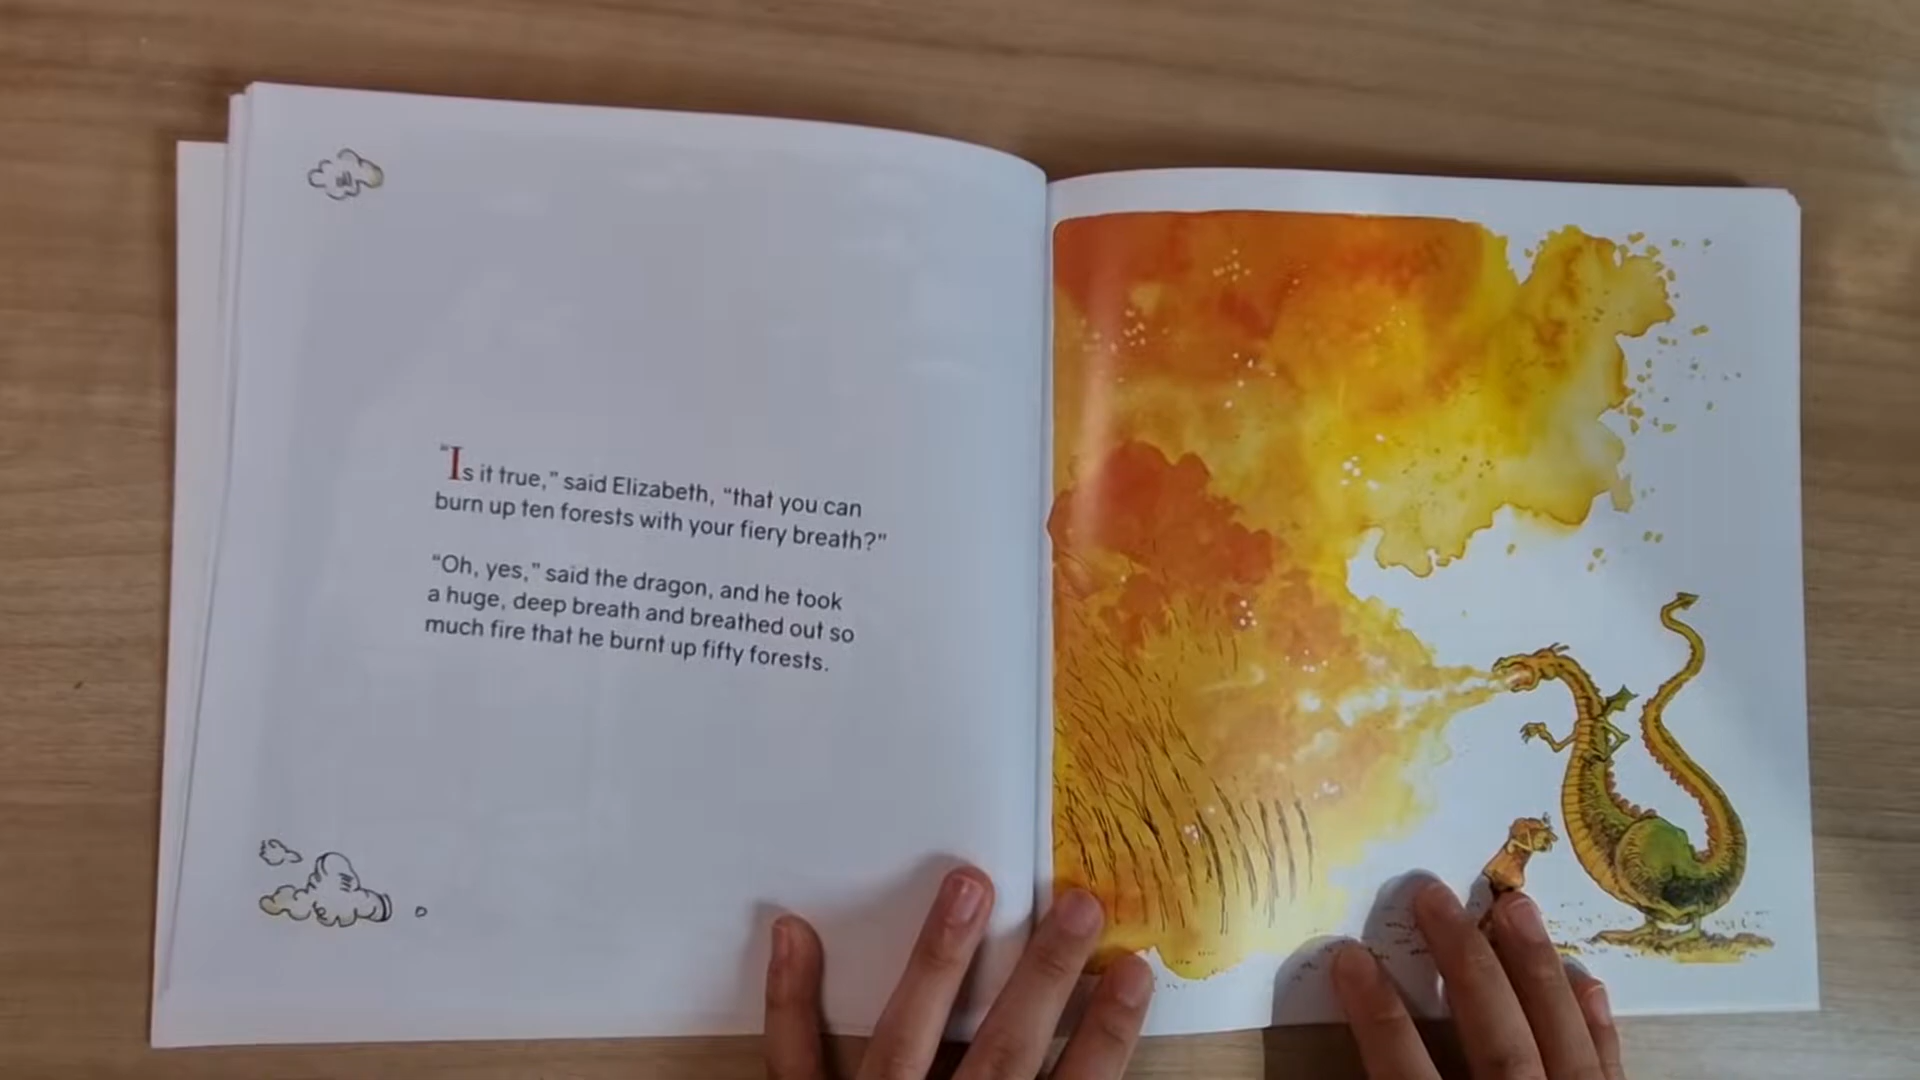 “Is it true,” said Elizabeth, “that you can
burn up ten forests with your fiery breath?”
“Oh, yes,” said the dragon, and he took
a huge, deep breath and breathed out so
much fire that he burnt up fifty forests.